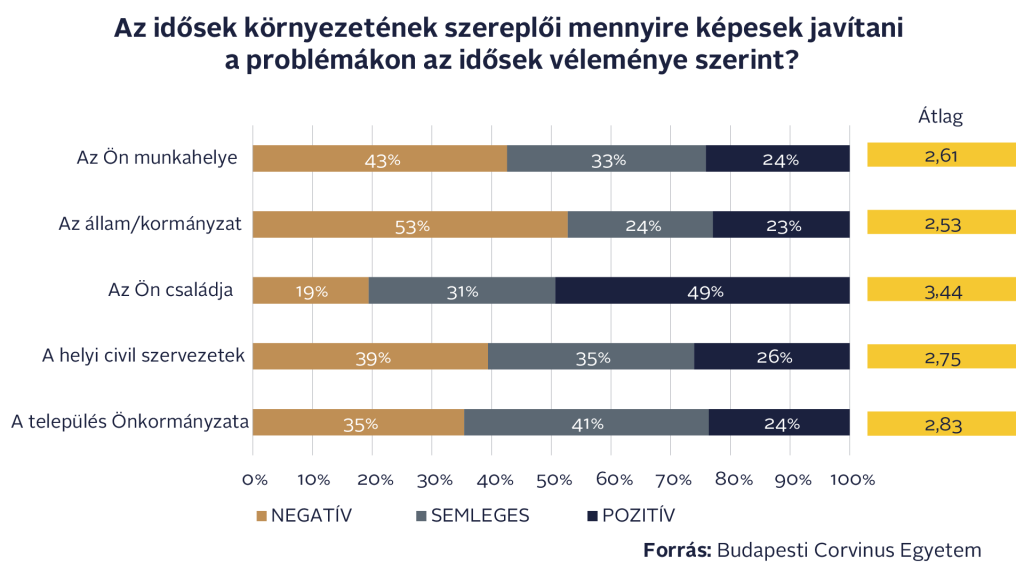 Az idősek környezetének szereplői mennyire képesek javítani
a problémákon az idősek véleménye szerint?
Átlag
Az Ön munkahelye 43% 33% 24% 2,61
Az állam/kormányzat 53% 24% 23% 2,53
Az Ön családja 19% 31% 49% 3,44
A helyi civil szervezetek 39% 35% 26% 2,75
A település Önkormányzata 35% 41% 24% 2,83
0% 10% 20% 30% 40% 50% 60% 70% 80% 90% 100%
NEGATÍV SEMLEGES POZITÍV
Forrás: Budapesti Corvinus Egyetem